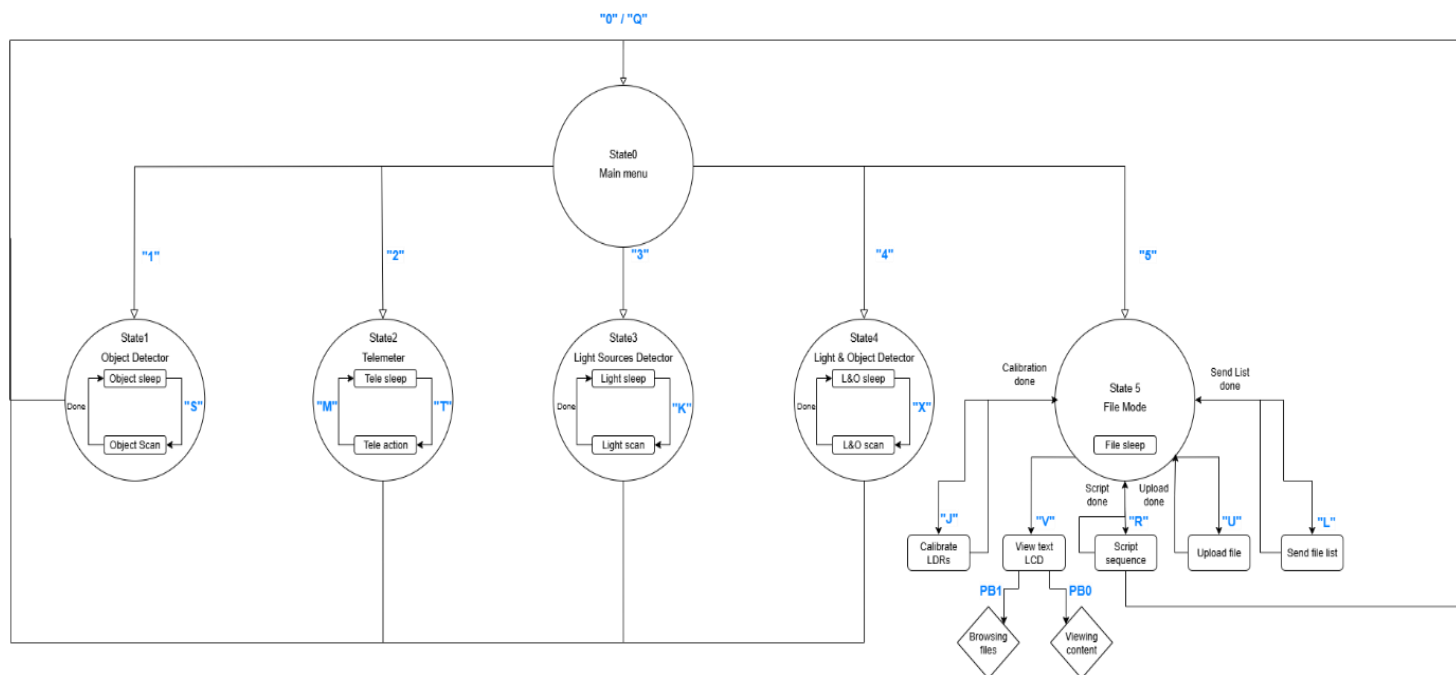 "0" / "Q"
State0
Main menu
"1"
"2"
"3"
"4"
"5"
State1
Object Detector
Object sleep
Done
"S"
Object Scan
State2
Telemeter
Tele sleep
"M"
"T"
Tele action
State3
Light Sources Detector
Light sleep
Done
"K"
Light scan
State4
Light & Object Detector
L&O sleep
Done
"X"
L&O scan
Calibration
done
Send List
done
State 5
File Mode
File sleep
Script
done
Upload
done
"J"
"V"
"R"
"U"
"L"
Calibrate
LDRs
View text
LCD
Script
sequence
Upload file
Send file list
PB1
PB0
Browsing
files
Viewing
content